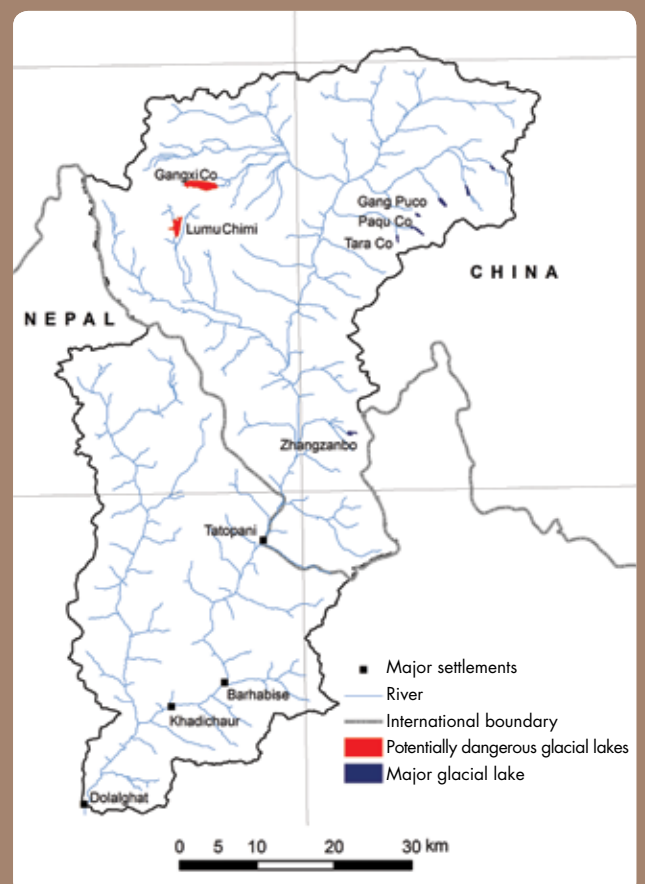 Gangxi Co
Lumu Chimi
Gang Puco
Paqu Co
Tara Co
CHINA
NEPAL
Zhangzanbo
Tatopani
Barhabise
Khadichaur
Dolalghat
Major settlements
River
International boundary
Potentially dangerous glacial lakes
Major glacial lake
0 5 10 20 30 km